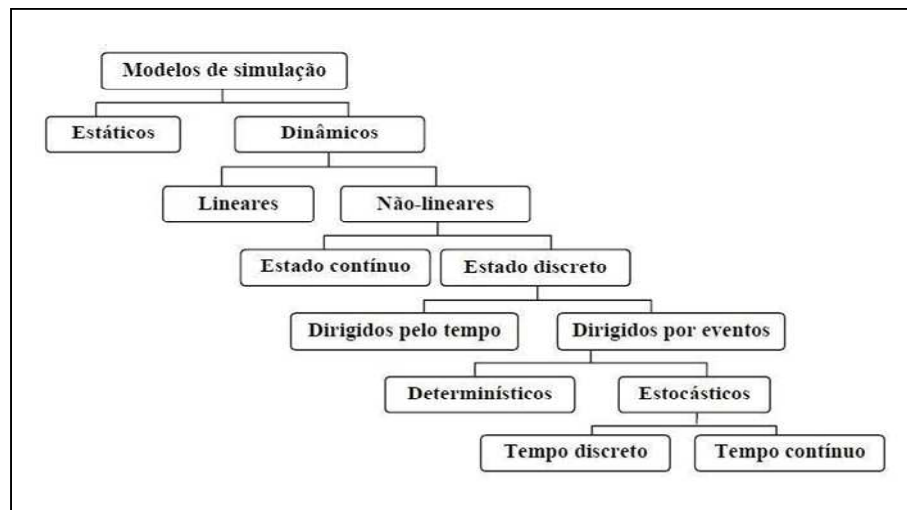 Modelos de simulação
Estáticos
Dinâmicos
Lineares
Não-lineares
Estado contínuo
Estado discreto
Dirigidos pelo tempo
Dirigidos por eventos
Determinísticos
Estocásticos
Tempo discreto
Tempo contínuo